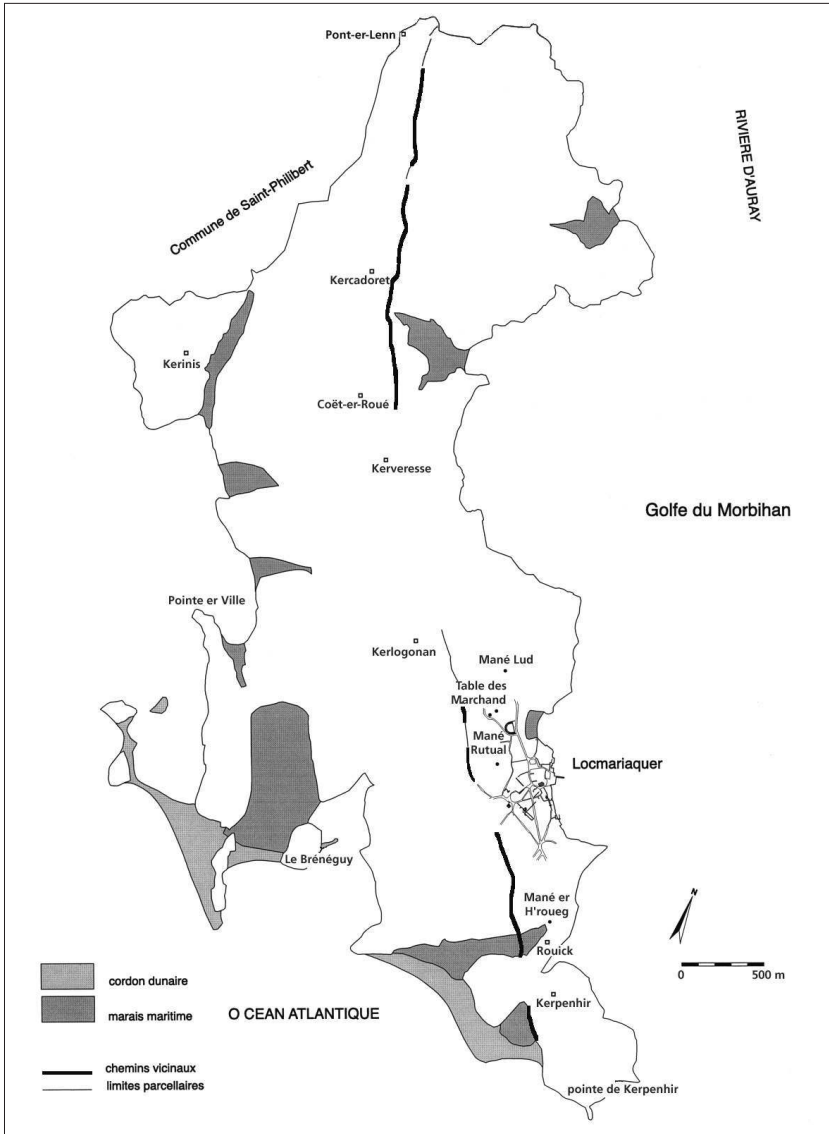 Pont-er-Lenn
RIVIERE D'AURAY
Commune de Saint-Philibert
Kercadoret
Kerinis
Coët-er-Roué
Kerveresse
Golfe du Morbihan
Pointe er Ville
Kerlogonan
Mané Lud
Table des
Marchand
Mané
Rutual
Locmariaquer
Le Brénéguy
Mané er
H'roueg
N
Rouick
0 500 m
cordon dunaire
Kerpenhir
marais maritime
O CEAN ATLANTIQUE
chemins vicinaux
limites parcellaires
pointe de Kerpenhir